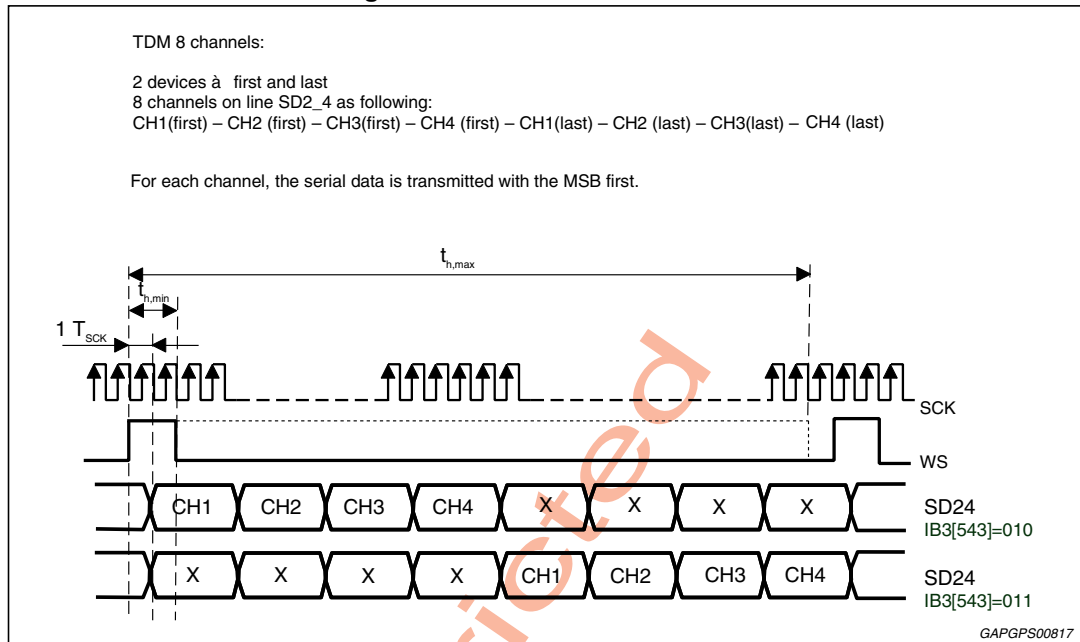 TDM 8 channels:
2 devices à first and last
8 channels on line SD2_4 as following:
CH1(first) – CH2 (first) – CH3(first) – CH4 (first) – CH1(last) – CH2 (last) – CH3(last) – CH4 (last)
For each channel, the serial data is transmitted with the MSB first.
th,max
th,min
1 TSCK
SCK
WS
CH1 CH2 CH3 CH4 X X X X SD24
IB3[543]=010
X X X X CH1 CH2 CH3 CH4 SD24
IB3[543]=011
GAPGPS00817